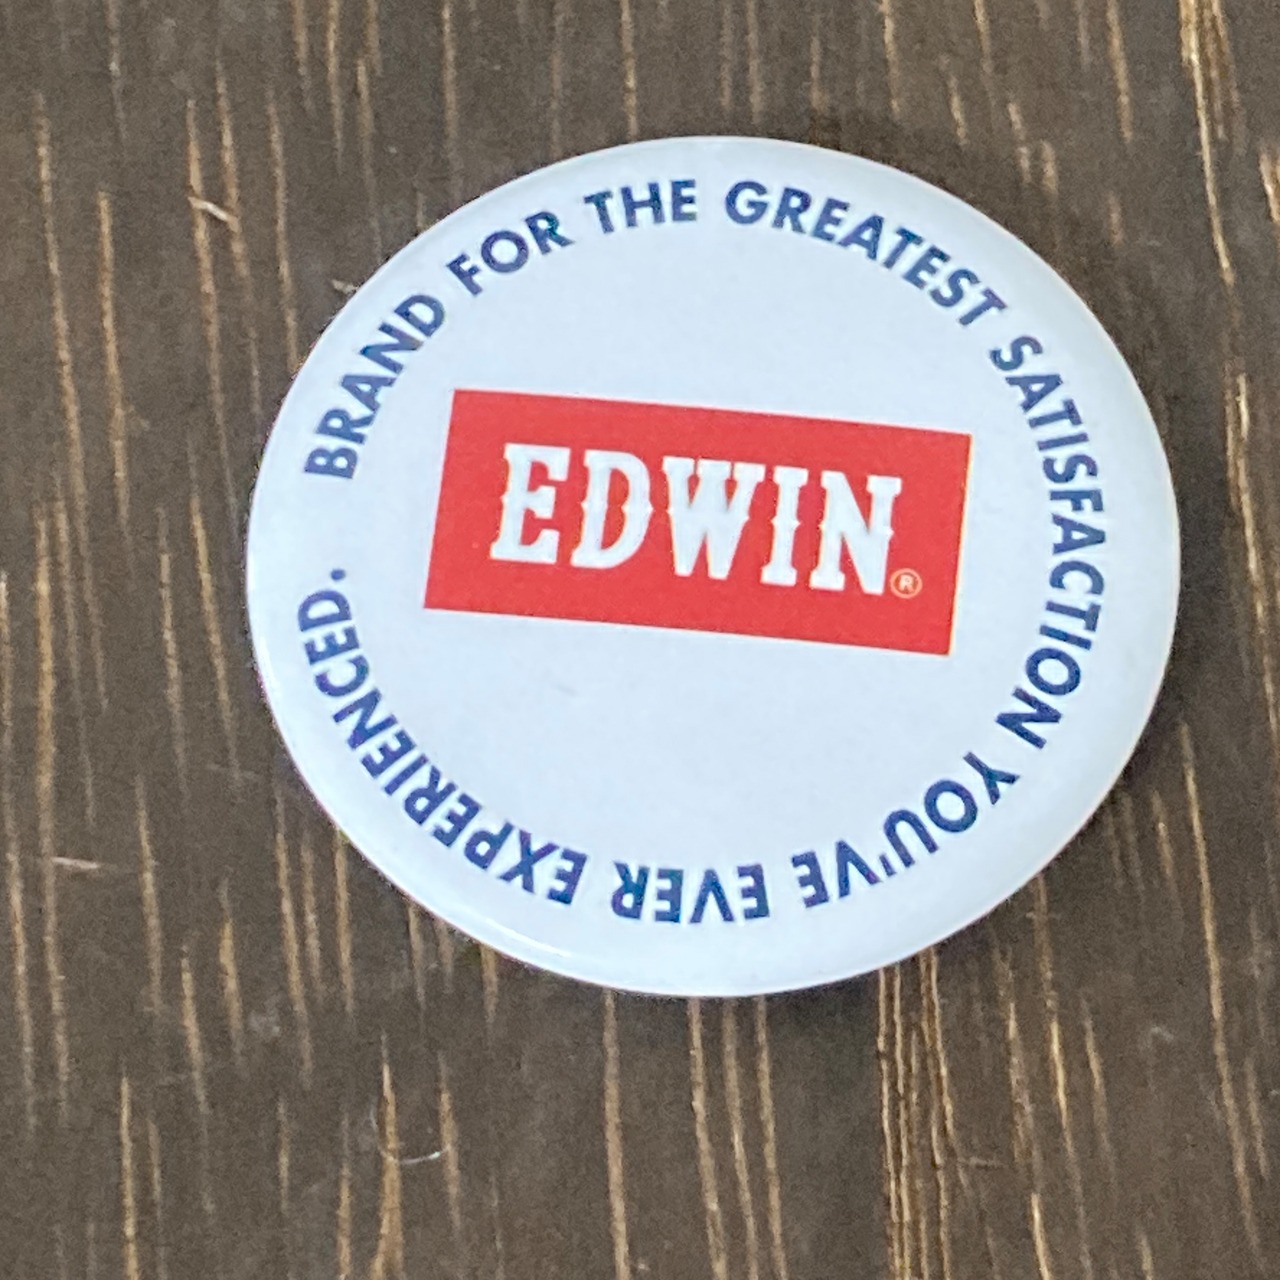 BRAND FOR THE GREATEST SATISFACTION YOU'VE EVER EXPERIENCED.
EDWIN®